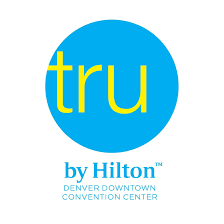 tru
by Hilton™
DENVER DOWNTOWN
CONVENTION CENTER